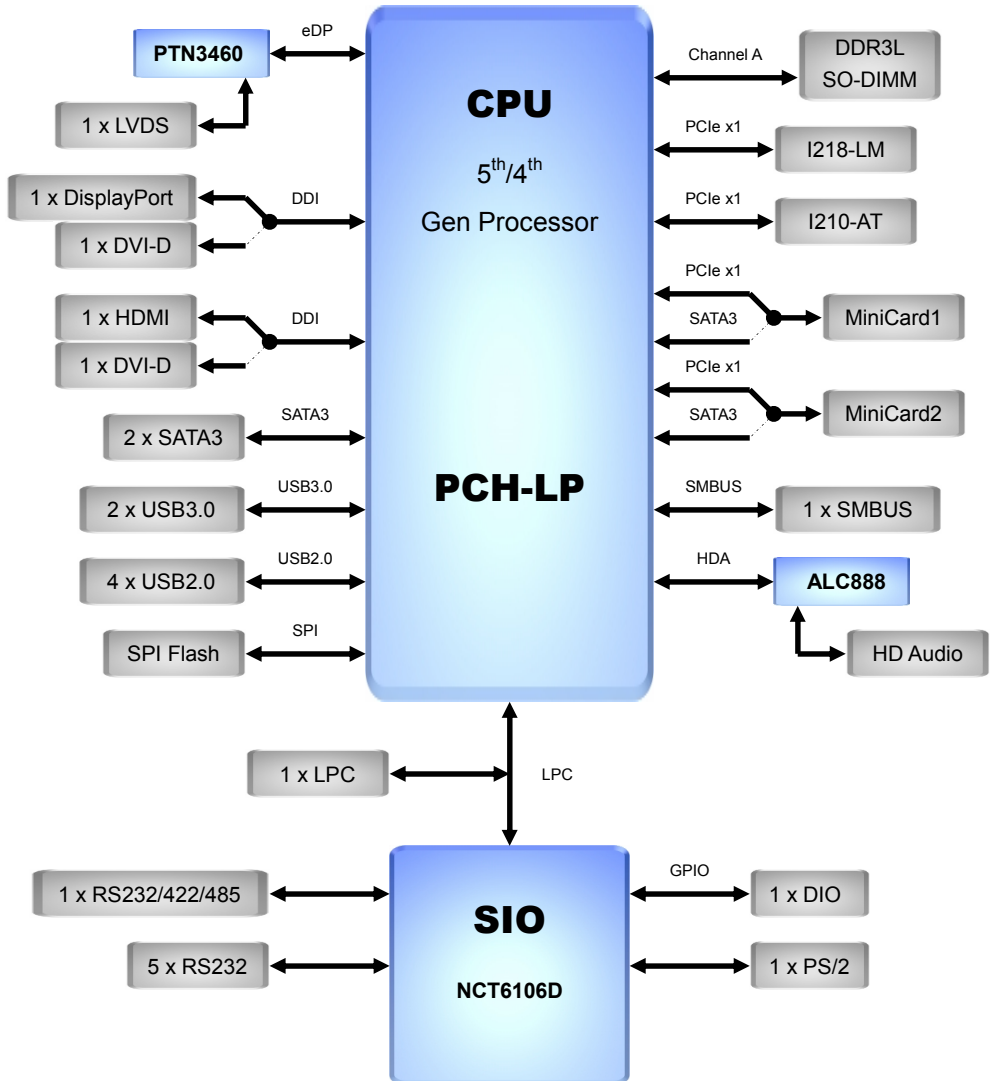 eDP
PTN3460
1 x LVDS
1 x DisplayPort
DDI
1 x DVI-D
1 x HDMI
DDI
1 x DVI-D
SATA3
2 x SATA3
USB3.0
2 x USB3.0
USB2.0
4 x USB2.0
SPI
SPI Flash
CPU
5th/4th
Gen Processor
PCH-LP
Channel A
DDR3L
SO-DIMM
PCIe x1
I218-LM
PCIe x1
I210-AT
PCIe x1
SATA3
MiniCard1
PCIe x1
SATA3
MiniCard2
SMBUS
1 x SMBUS
HDA
ALC888
HD Audio
1 x LPC
LPC
1 x RS232/422/485
5 x RS232
SIO
NCT6106D
GPIO
1 x DIO
1 x PS/2